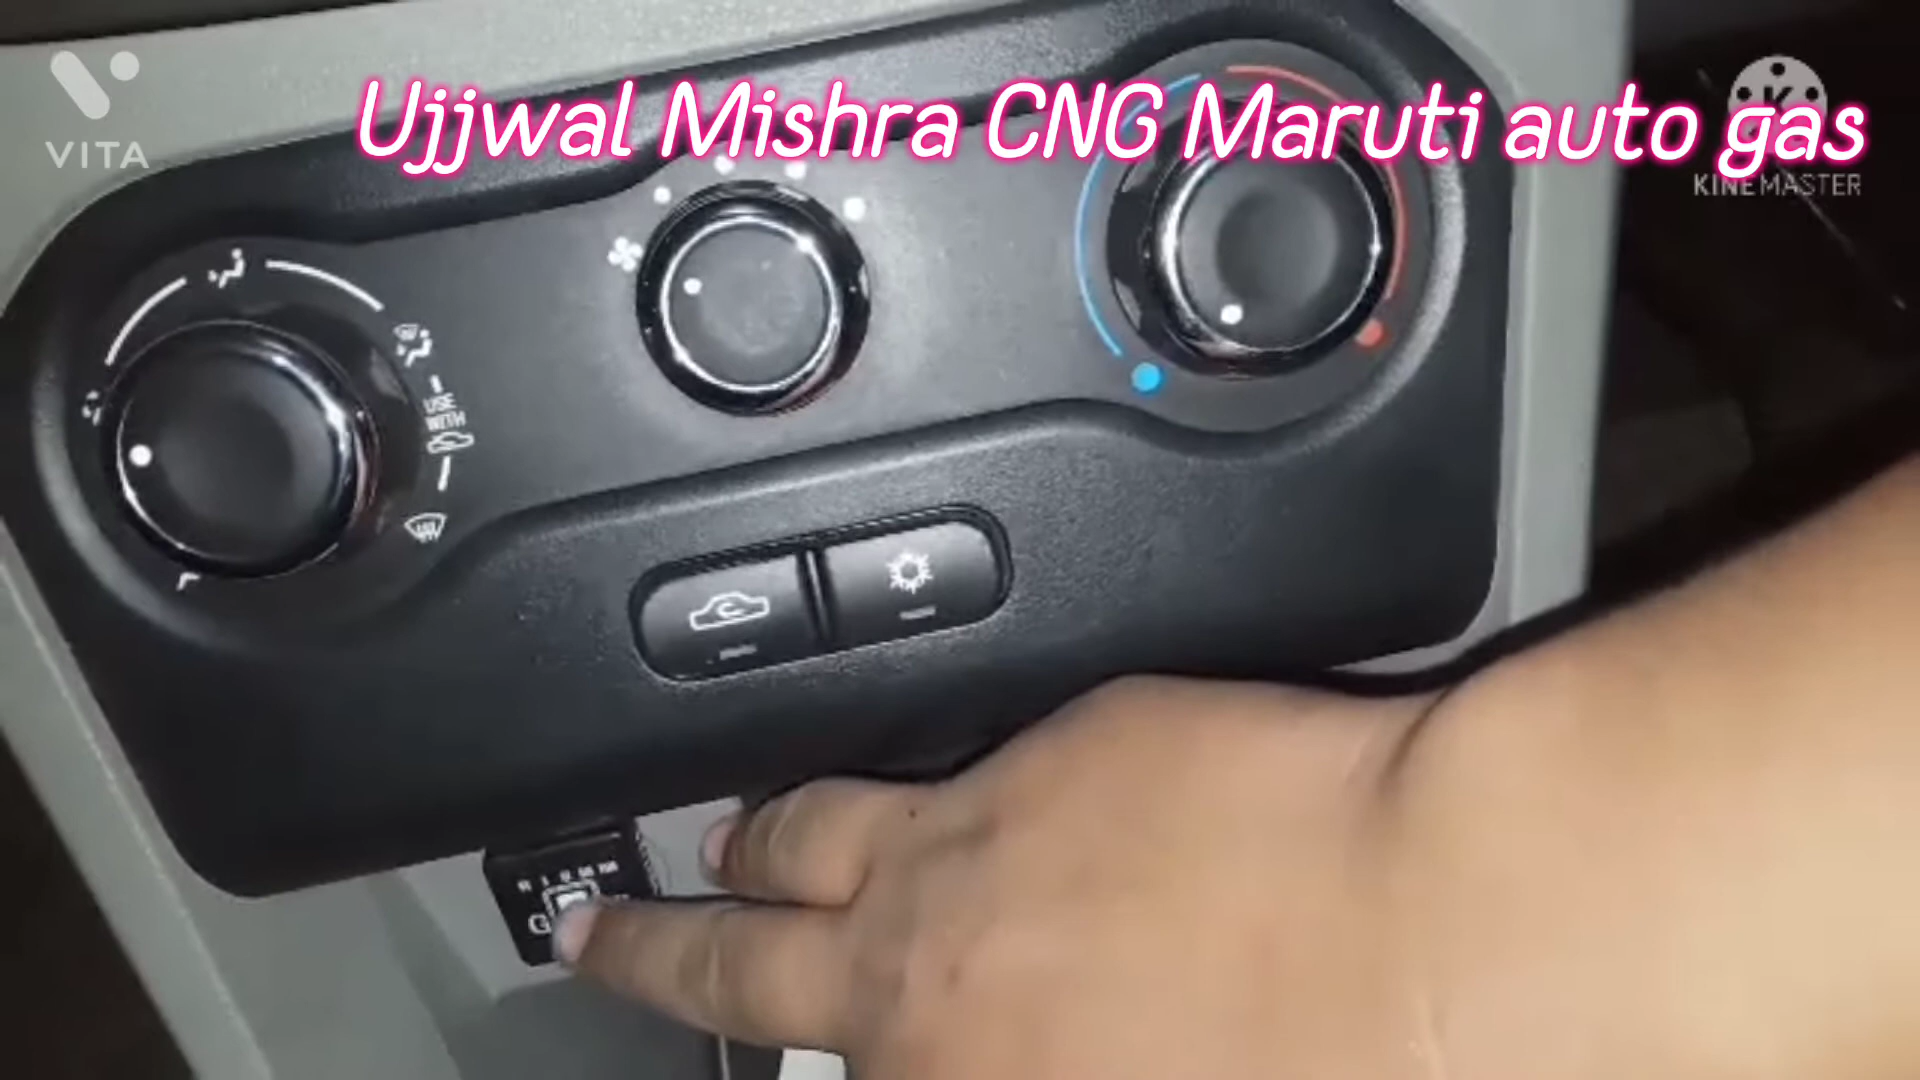 VITA
Ujjwal Mishra CNG Maruti auto gas
KINEMASTER
USE
WITH
G